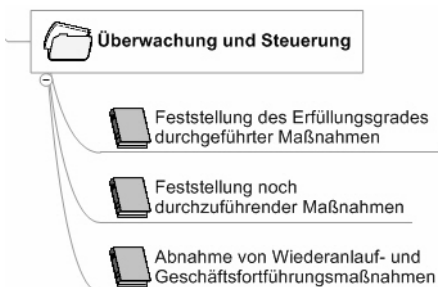 Überwachung und Steuerung
Feststellung des Erfüllungsgrades
durchgeführter Maßnahmen
Feststellung noch
durchzuführender Maßnahmen
Abnahme von Wiederanlauf- und
Geschäftsfortführungsmaßnahmen